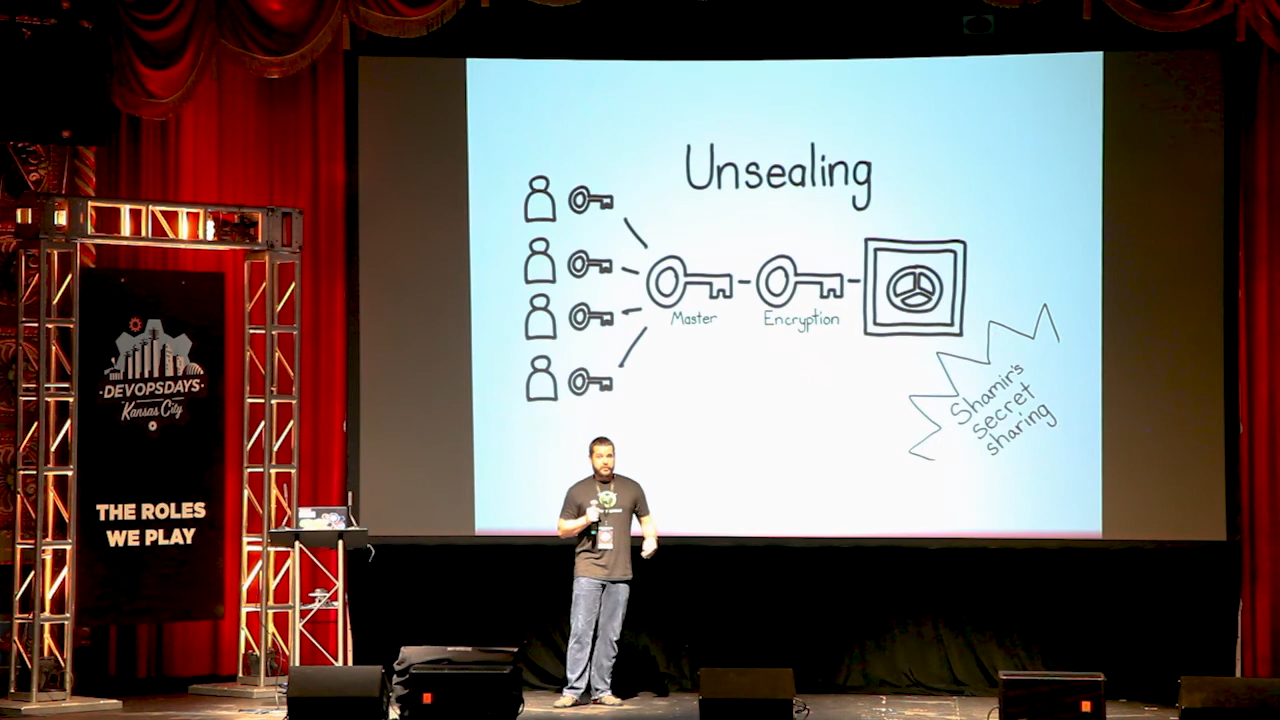 Unsealing
Master
Encryption
Shamir's
secret
sharing
DEVOPSDAYS
Kansas City
THE ROLES
WE PLAY